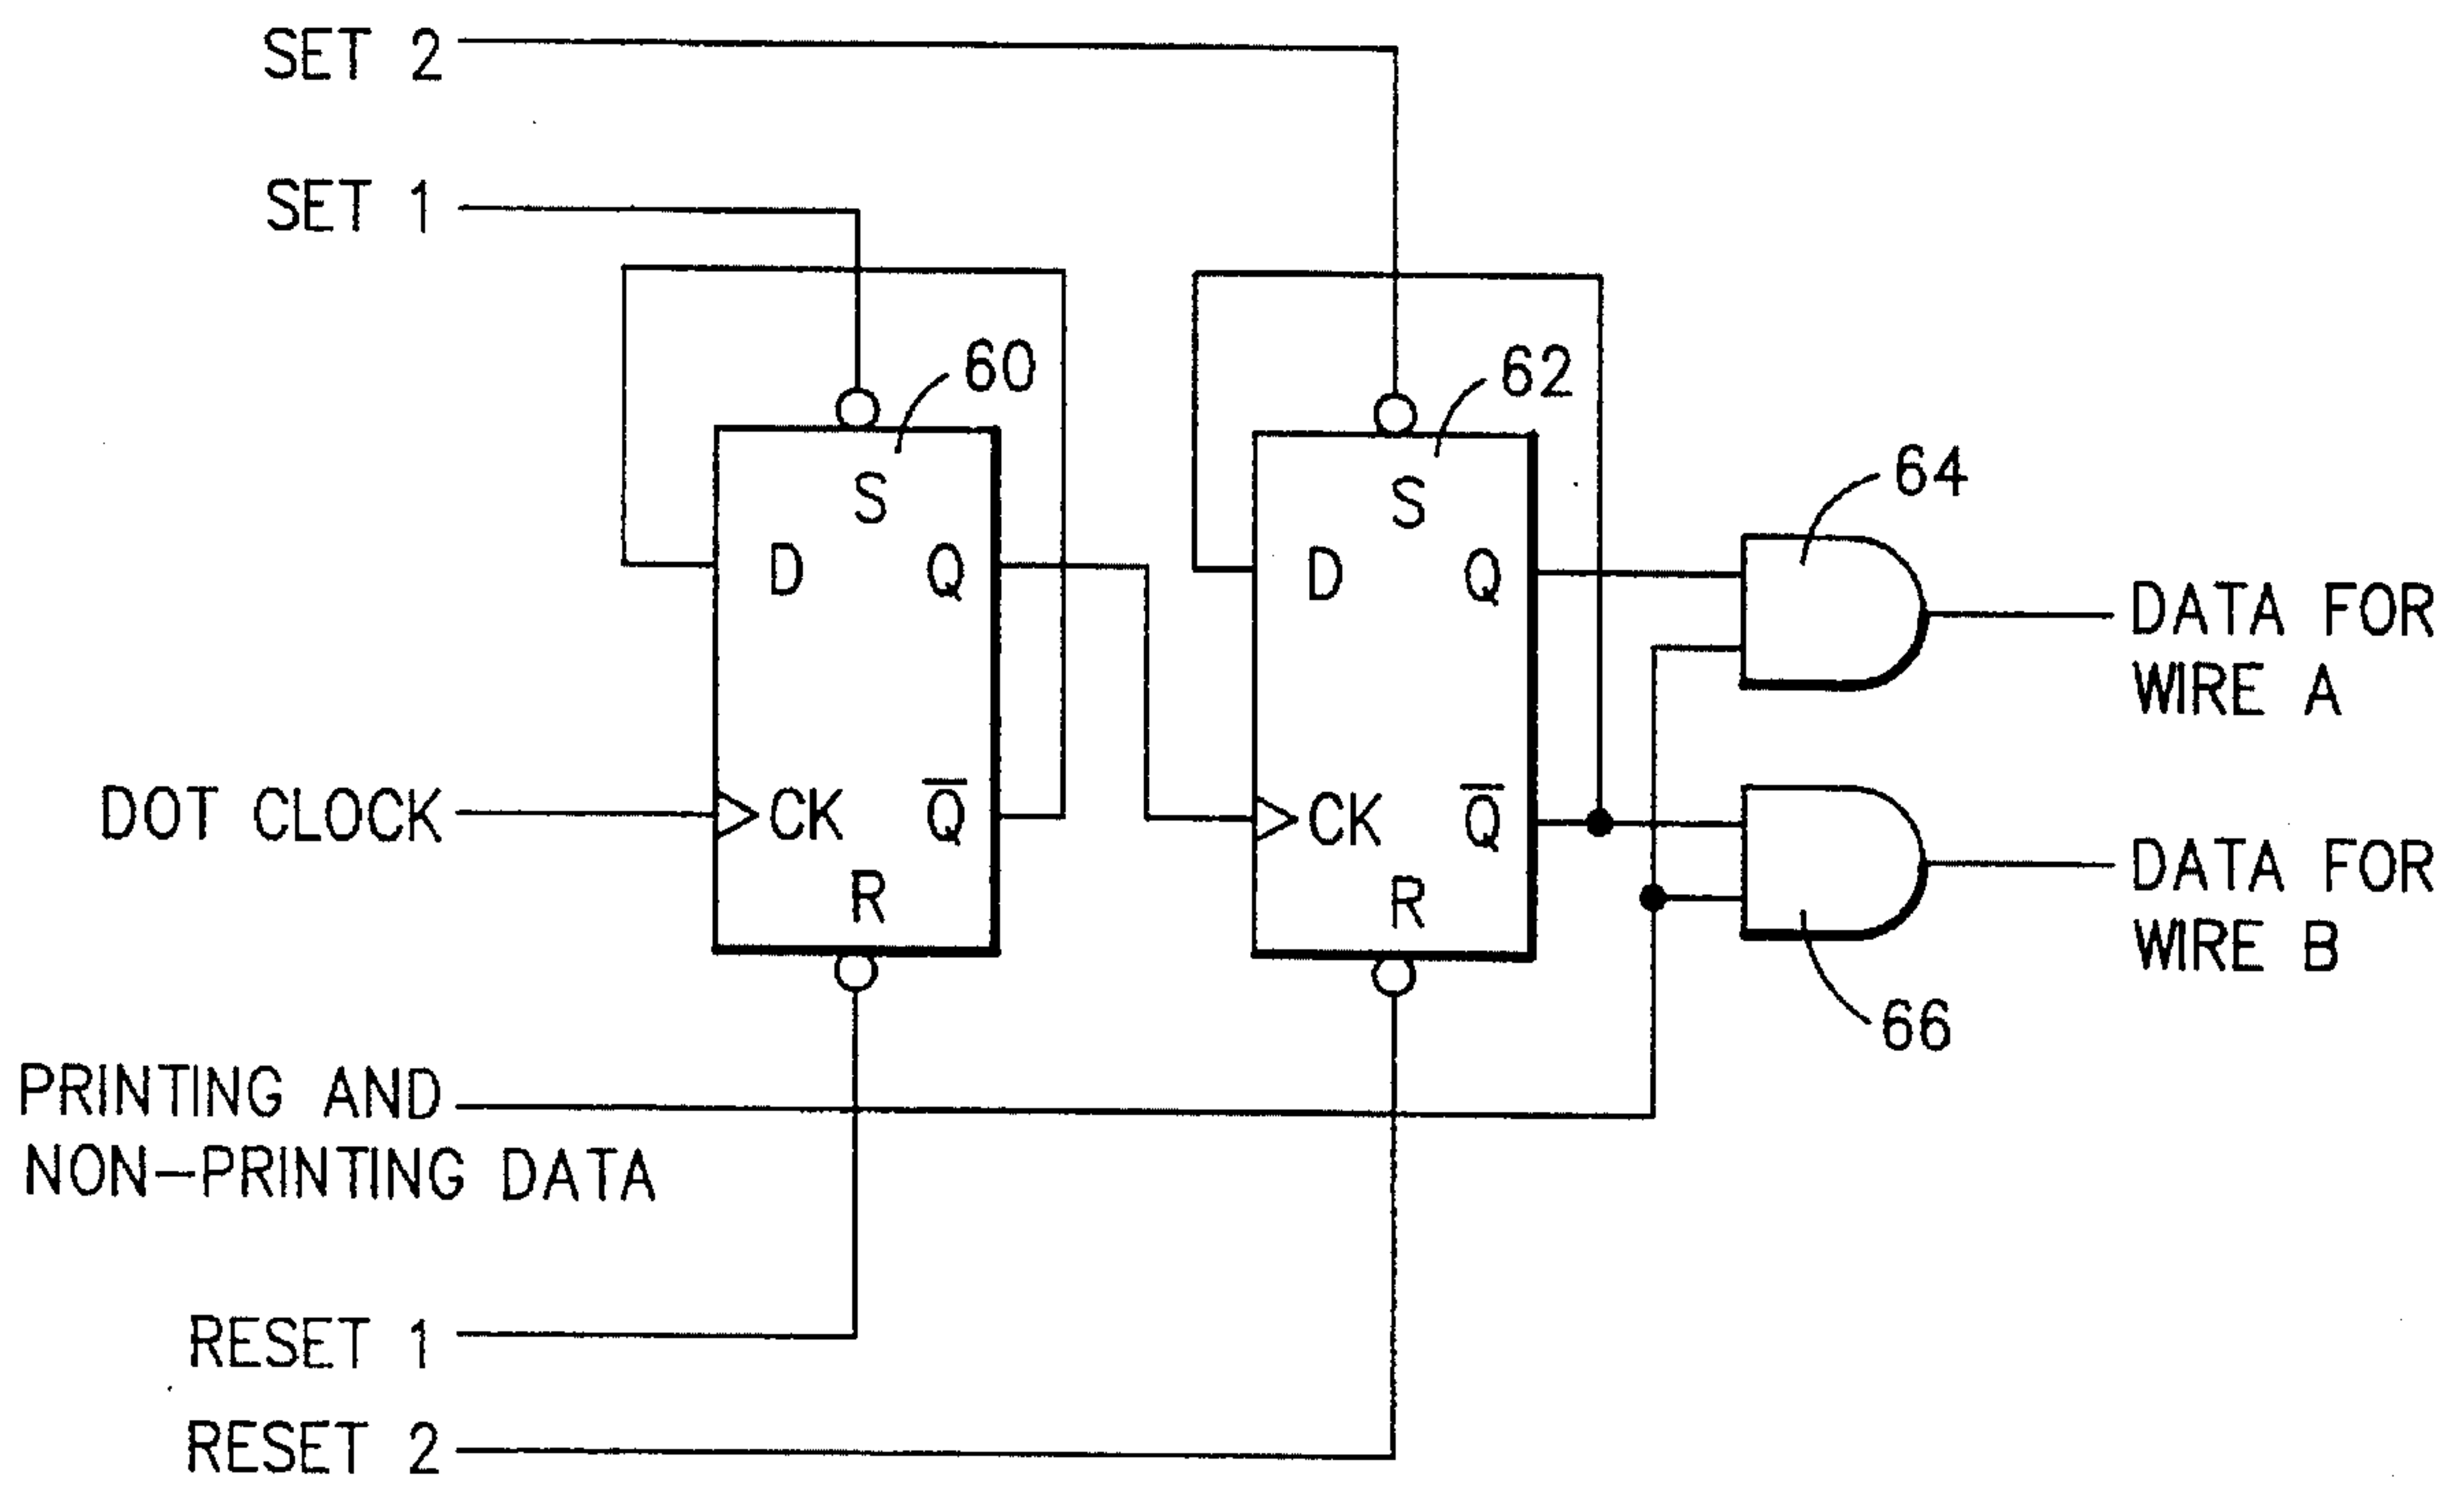 SET 2
SET 1
60
62
64
S
S
D
Q
D
Q
DATA FOR
WIRE A
DOT CLOCK
CK
Q̅
CK
Q̅
DATA FOR
WIRE B
R
R
66
PRINTING AND
NON-PRINTING DATA
RESET 1
RESET 2